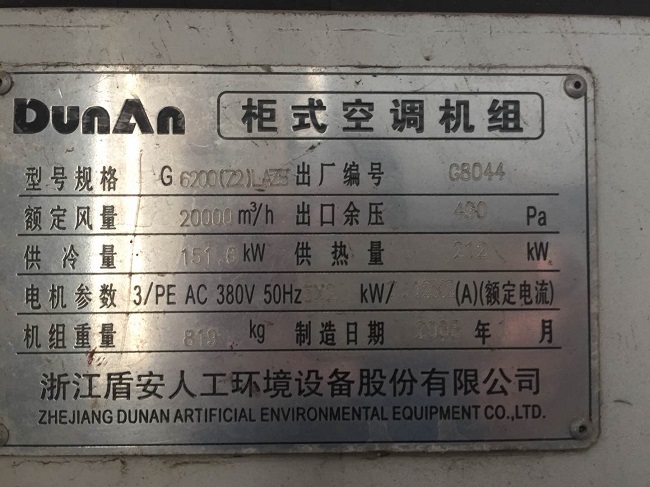 DunAn 柜式空调机组
型号规格 G 出厂编号 G8044
额定风量 20000 m³/h 出口余压 Pa
供冷量 kW 供热量 kW
电机参数 3/PE AC 380V 50Hz kW/ (A)(额定电流)
机组重量 kg 制造日期 年 月
浙江盾安人工环境设备股份有限公司
ZHEJIANG DUNAN ARTIFICIAL ENVIRONMENTAL EQUIPMENT CO.,LTD.